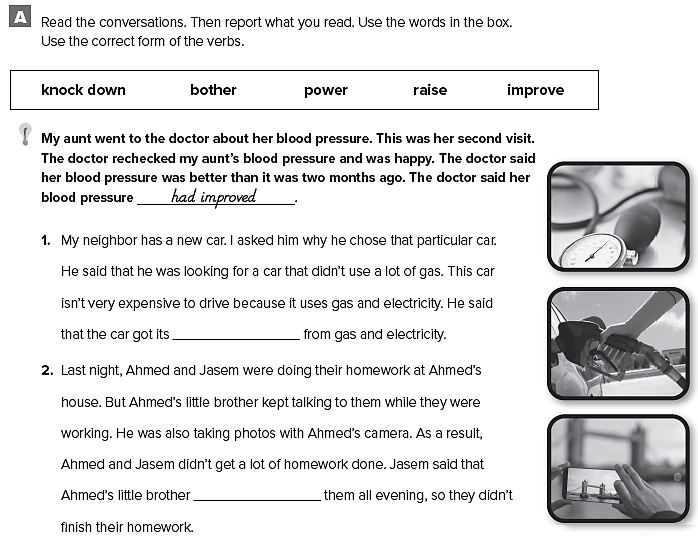 A Read the conversations. Then report what you read. Use the words in the box.
Use the correct form of the verbs.
knock down bother power raise improve
My aunt went to the doctor about her blood pressure. This was her second visit.
The doctor rechecked my aunt's blood pressure and was happy. The doctor said
her blood pressure was better than it was two months ago. The doctor said her
blood pressure had improved.
1. My neighbor has a new car. I asked him why he chose that particular car.
He said that he was looking for a car that didn't use a lot of gas. This car
isn't very expensive to drive because it uses gas and electricity. He said
that the car got its ____________ from gas and electricity.
2. Last night, Ahmed and Jasem were doing their homework at Ahmed's
house. But Ahmed's little brother kept talking to them while they were
working. He was also taking photos with Ahmed's camera. As a result,
Ahmed and Jasem didn't get a lot of homework done. Jasem said that
Ahmed's little brother ____________ them all evening, so they didn't
finish their homework.